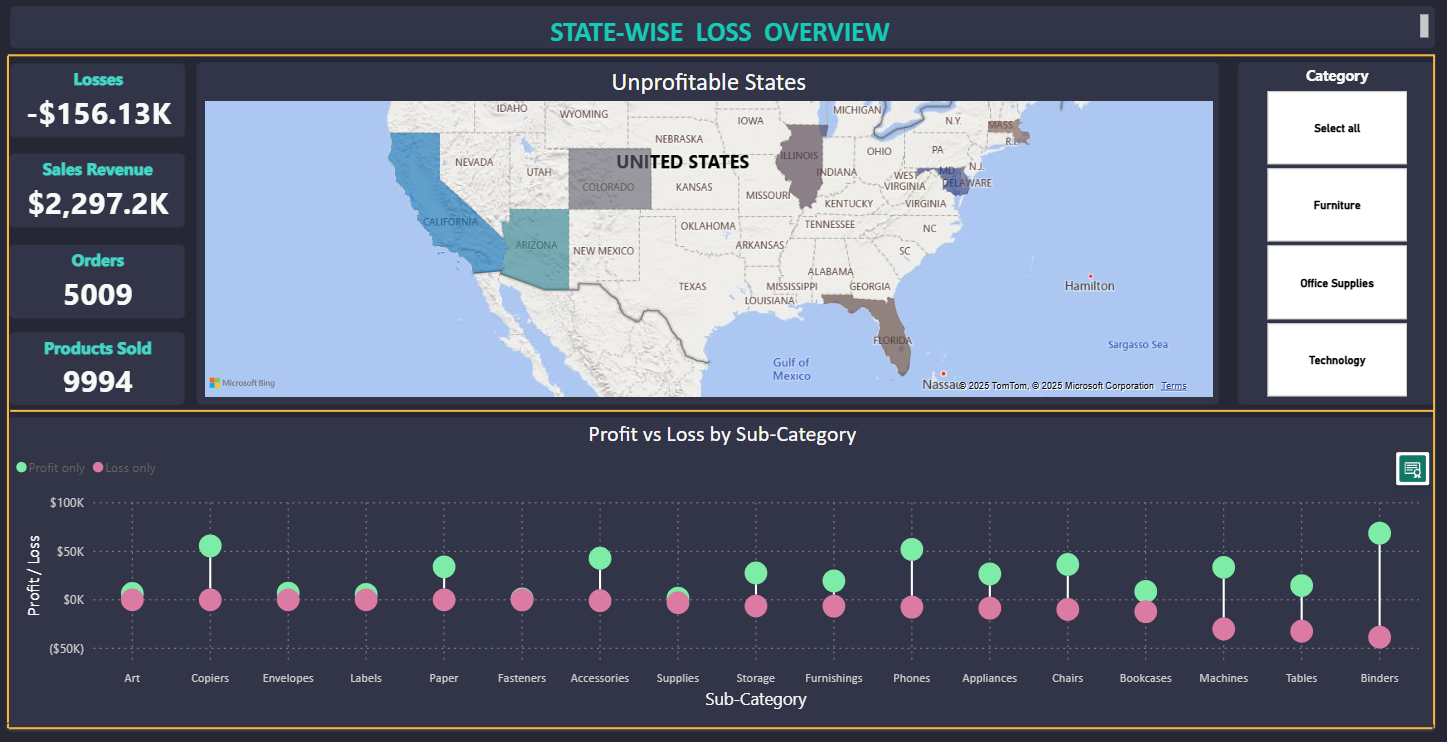 STATE-WISE LOSS OVERVIEW
Losses
-$156.13K
Sales Revenue
$2,297.2K
Orders
5009
Products Sold
9994
Unprofitable States
IDAHO
WYOMING
IOWA
MICHIGAN
N.Y.
MASS.
R.I.
NEBRASKA
NEVADA
UTAH
UNITED STATES
ILLINOIS
OHIO
PA
N.J.
COLORADO
KANSAS
MISSOURI
INDIANA
WEST
VIRGINIA
MD.
DELAWARE
KENTUCKY
VIRGINIA
CALIFORNIA
ARIZONA
NEW MEXICO
OKLAHOMA
ARKANSAS
TENNESSEE
NC
SC
TEXAS
LOUISIANA
MISSISSIPPI
ALABAMA
GEORGIA
FLORIDA
Hamilton
Sargasso Sea
Gulf of
Mexico
Nassau
Microsoft Bing
© 2025 TomTom, © 2025 Microsoft Corporation Terms
Category
Select all
Furniture
Office Supplies
Technology
Profit vs Loss by Sub-Category
Profit only Loss only
Profit / Loss
$100K
$50K
$0K
($50K)
Art Copiers Envelopes Labels Paper Fasteners Accessories Supplies Storage Furnishings Phones Appliances Chairs Bookcases Machines Tables Binders
Sub-Category